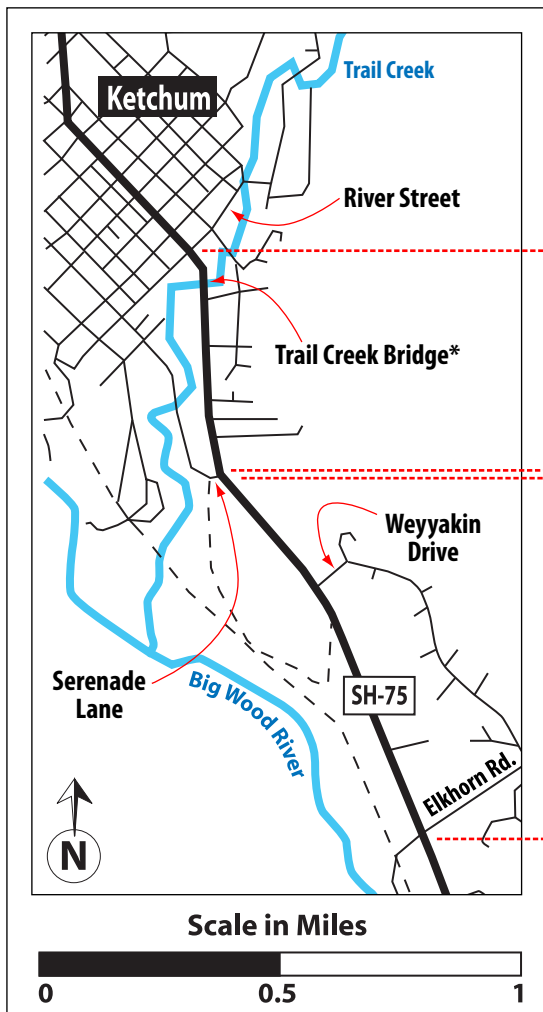 Trail Creek
Ketchum
River Street
Trail Creek Bridge*
Weyyakin
Drive
Serenade
Lane
Big Wood River
SH-75
Elkhorn Rd.
N
Scale in Miles
0 0.5 1